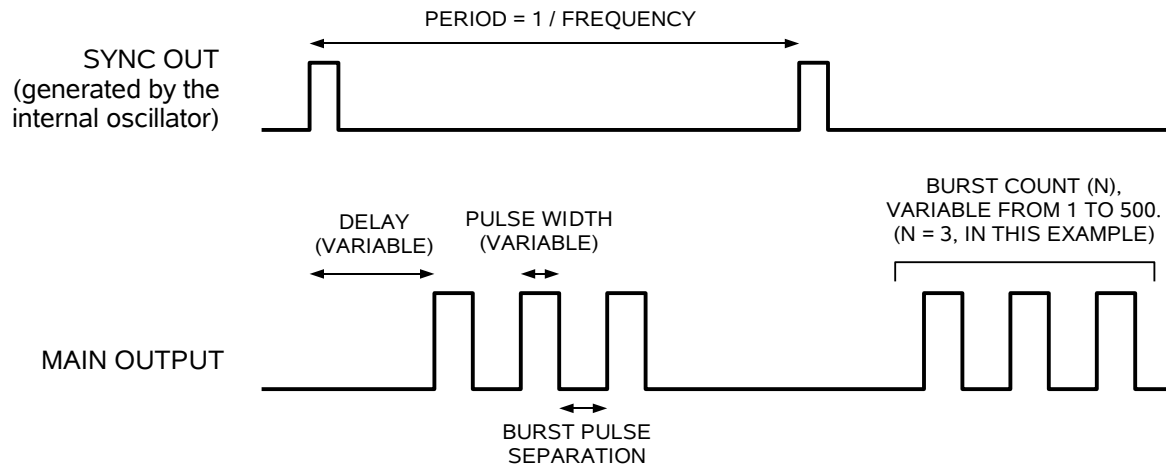 PERIOD = 1 / FREQUENCY
SYNC OUT
(generated by the
internal oscillator)
BURST COUNT (N),
VARIABLE FROM 1 TO 500.
(N = 3, IN THIS EXAMPLE)
DELAY
(VARIABLE)
PULSE WIDTH
(VARIABLE)
MAIN OUTPUT
BURST PULSE
SEPARATION